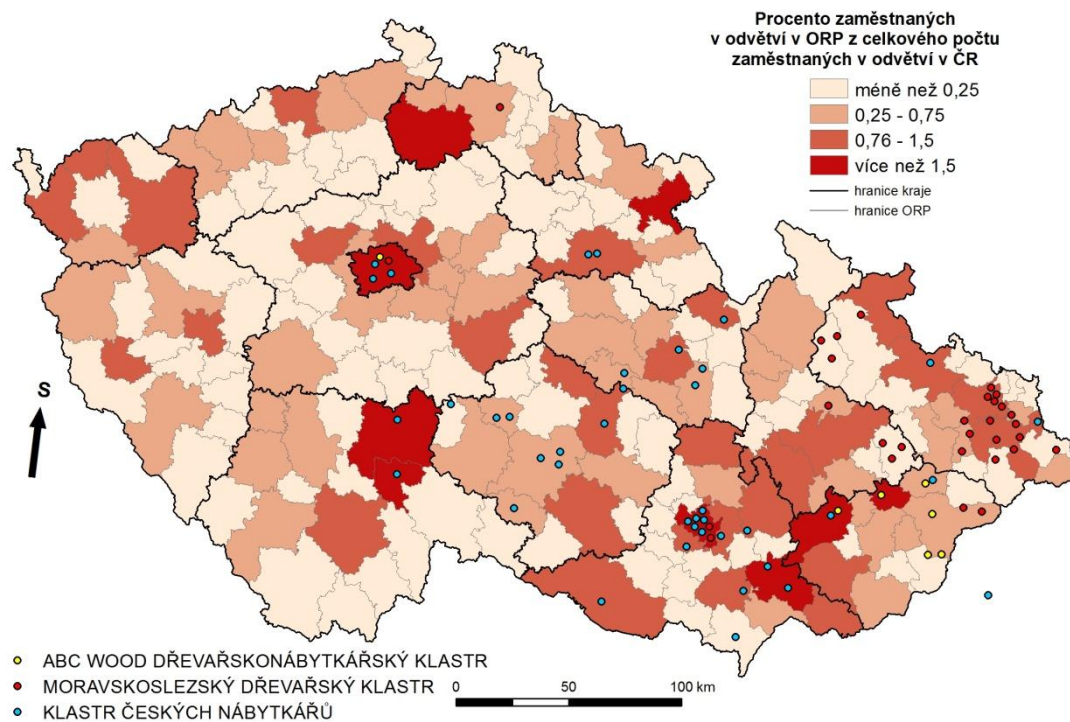 Procento zaměstnaných
v odvětví v ORP z celkového počtu
zaměstnaných v odvětví v ČR
méně než 0,25
0,25 - 0,75
0,76 - 1,5
více než 1,5
hranice kraje
hranice ORP
S
ABC WOOD DŘEVAŘSKONÁBYTKÁŘSKÝ KLASTR
MORAVSKOSLEZSKÝ DŘEVAŘSKÝ KLASTR
KLASTR ČESKÝCH NÁBYTKÁŘŮ
0 50 100 km